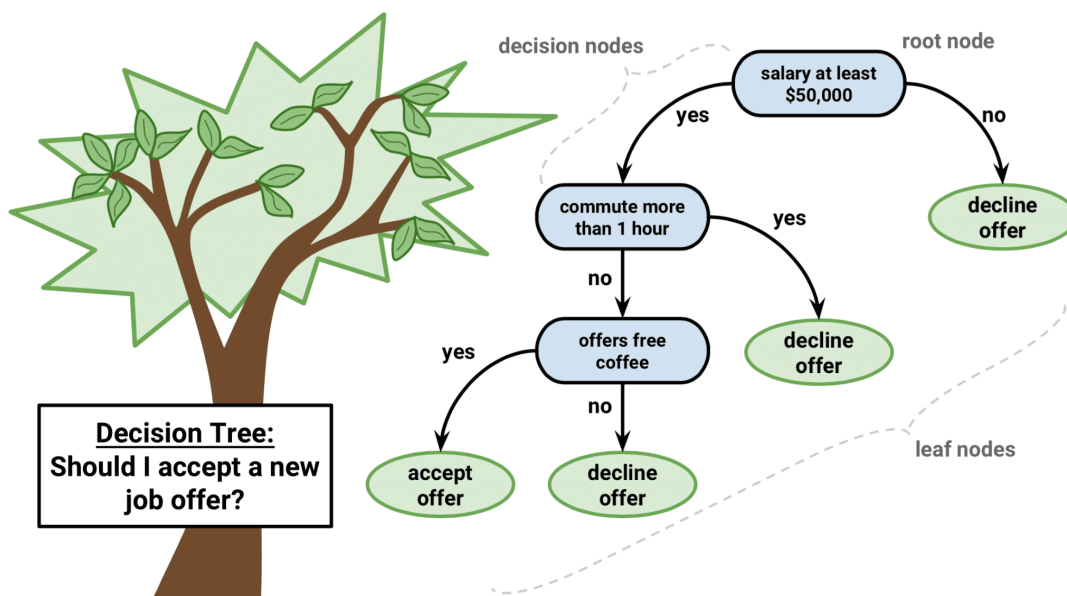 decision nodes
root node
salary at least
$50,000
yes
no
commute more
than 1 hour
yes
decline
offer
no
offers free
coffee
decline
offer
yes
no
Decision Tree:
Should I accept a new
job offer?
accept
offer
decline
offer
leaf nodes